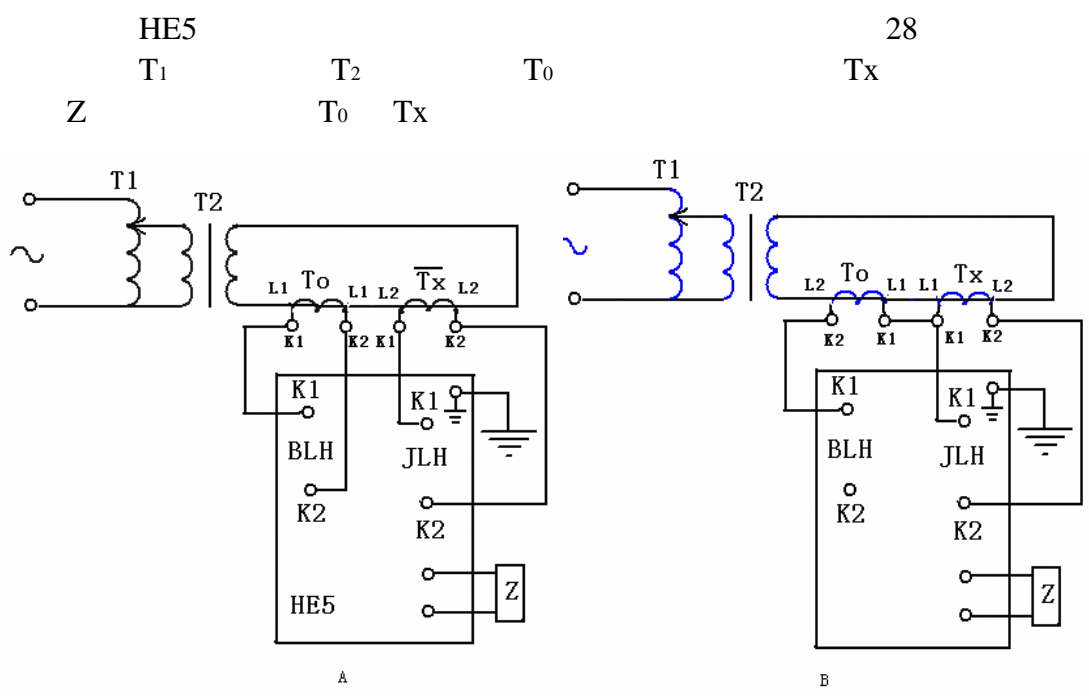 HE5 28
T1 T2 T0 Tx
Z T0 Tx
T1 T1
T2 T2
To Tx To Tx
L1 L1 L2 L2 L2 L1 L1 L2
K1 K2 K1 K2 K2 K1 K1 K2
K1 K1 K1 K1
BLH JLH BLH JLH
K2 K2 K2 K2
HE5 Z Z
A B